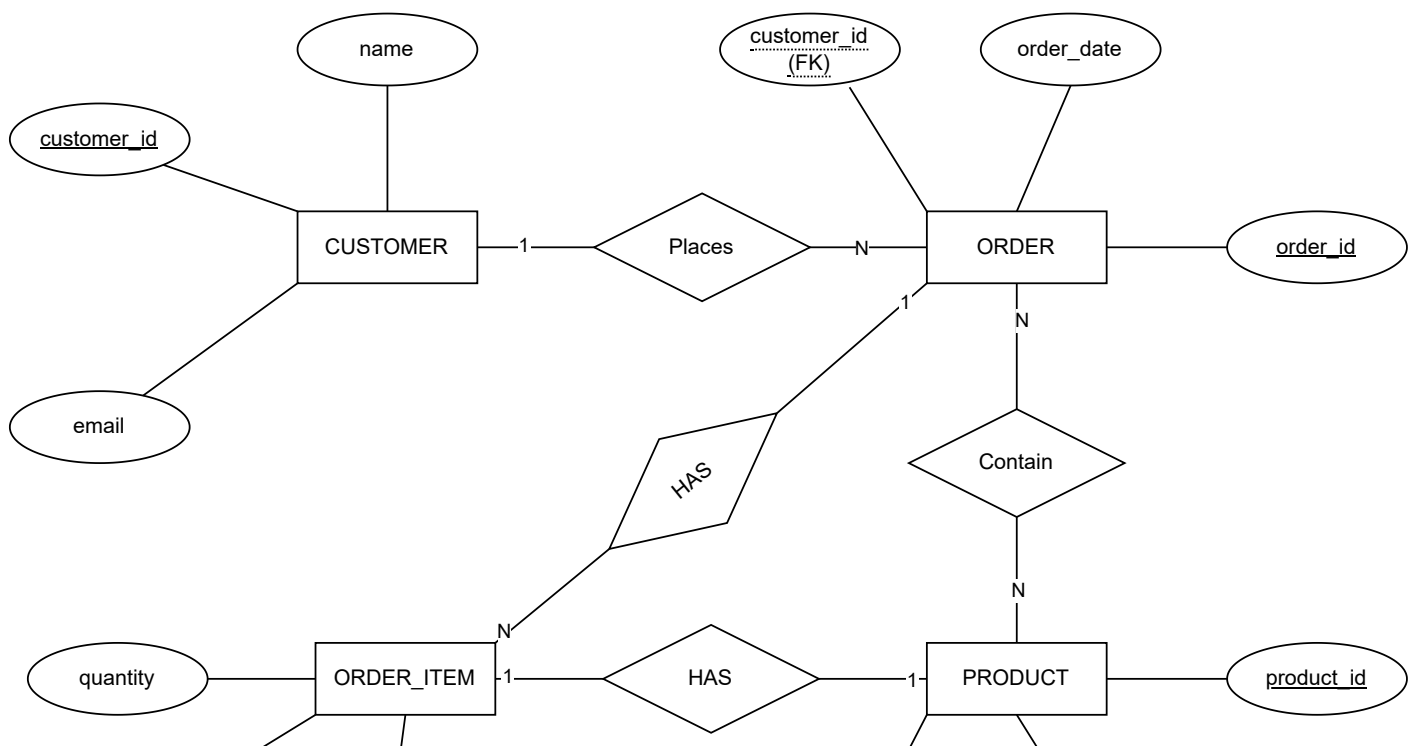 name
customer_id
(FK)
order_date
customer_id
CUSTOMER
1
Places
N
ORDER
order_id
1
N
email
HAS
Contain
N
N
quantity
ORDER_ITEM
1
HAS
1
PRODUCT
product_id